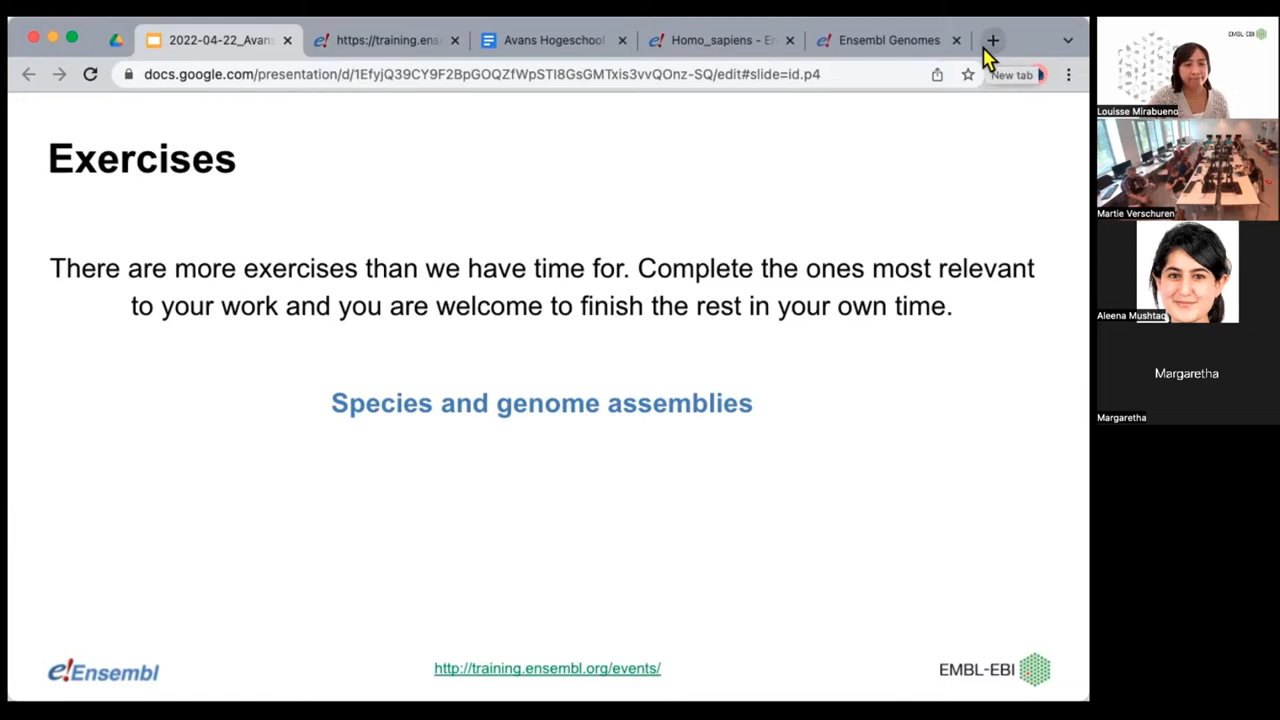 2022-04-22_Avans
https://training.ens
Avans Hogeschool
Homo_sapiens - En
Ensembl Genomes
docs.google.com/presentation/d/1EfyjQ39CY9F2BpGOQZfWpSTI8GsGMTxis3vvQOnz-SQ/edit#slide=id.p4
New tab
Exercises
There are more exercises than we have time for. Complete the ones most relevant
to your work and you are welcome to finish the rest in your own time.
Species and genome assemblies
e!Ensembl
http://training.ensembl.org/events/
EMBL-EBI
EMBL-EBI
Louisse Mirabueno
Martie Verschuren
Aleena Mushtaq
Margaretha
Margaretha